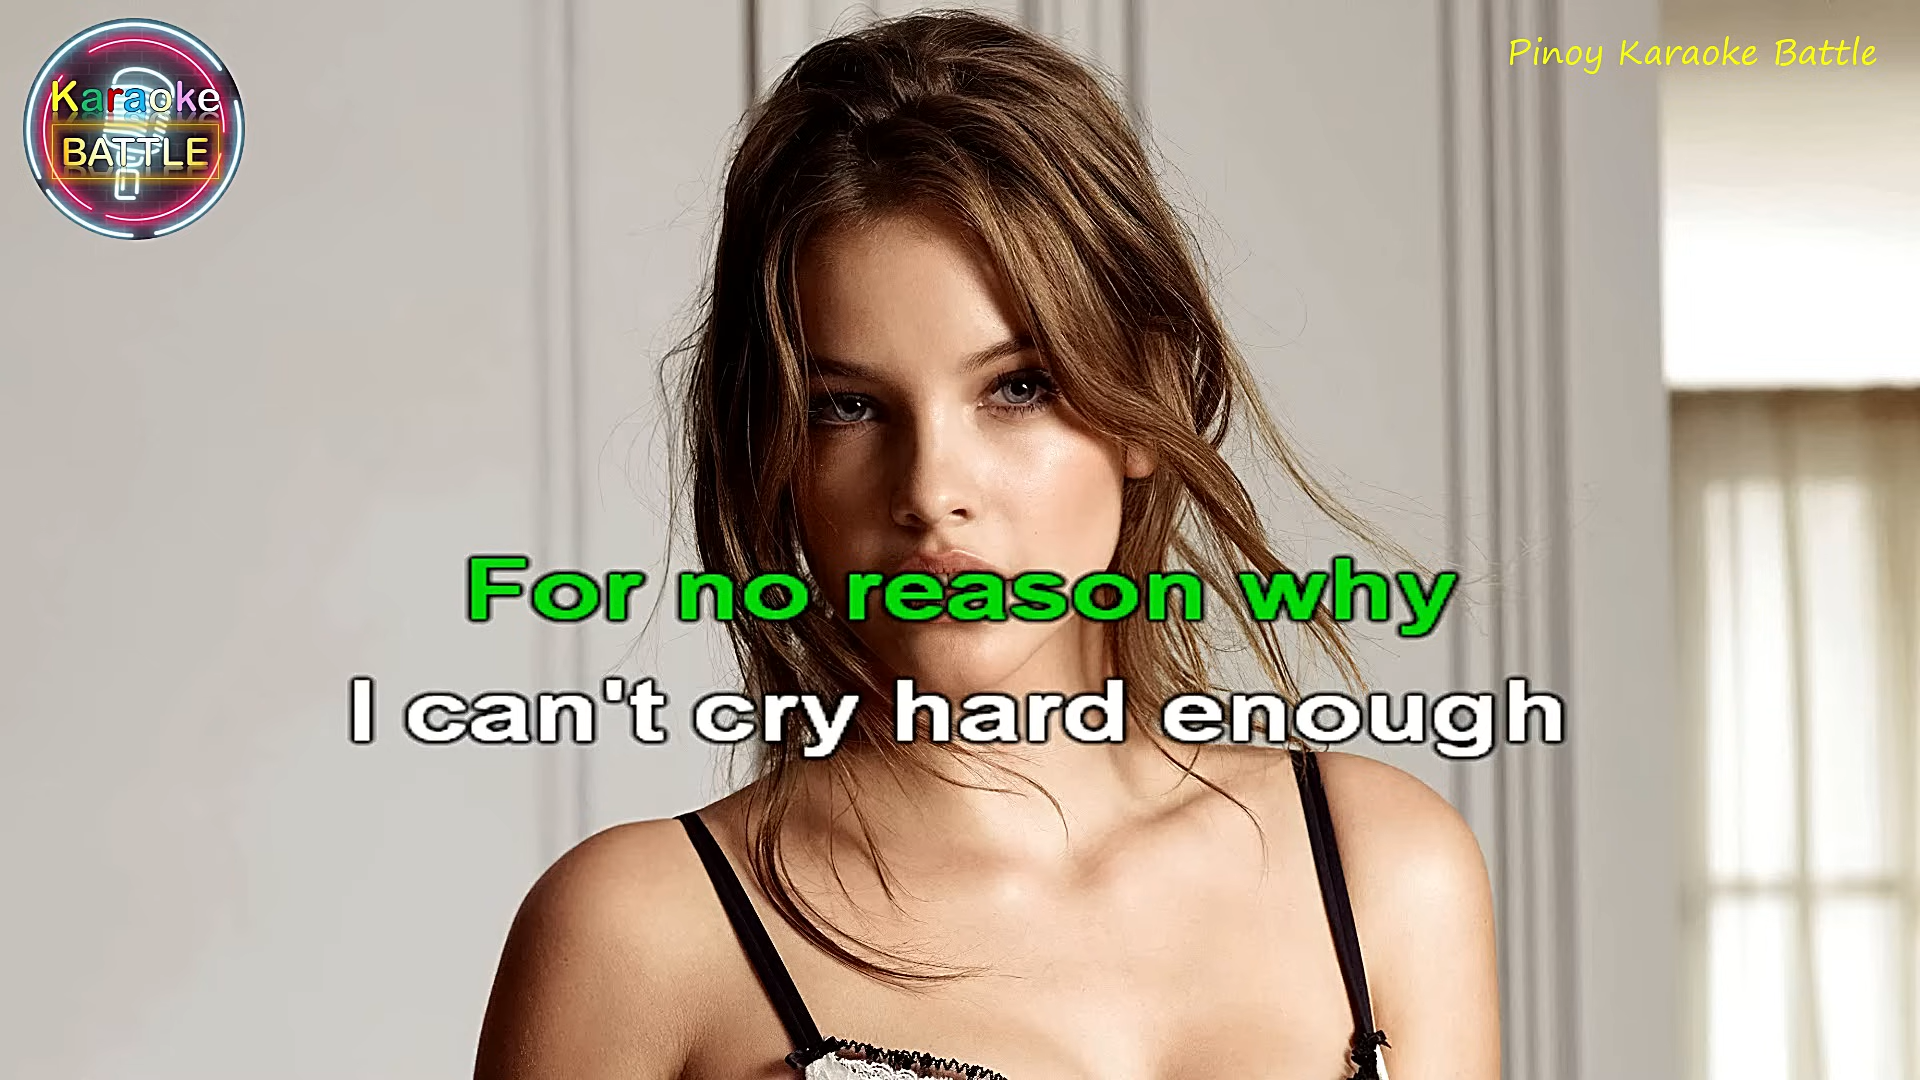 Karaoke
BATTLE
Pinoy Karaoke Battle
For no reason why
I can't cry hard enough